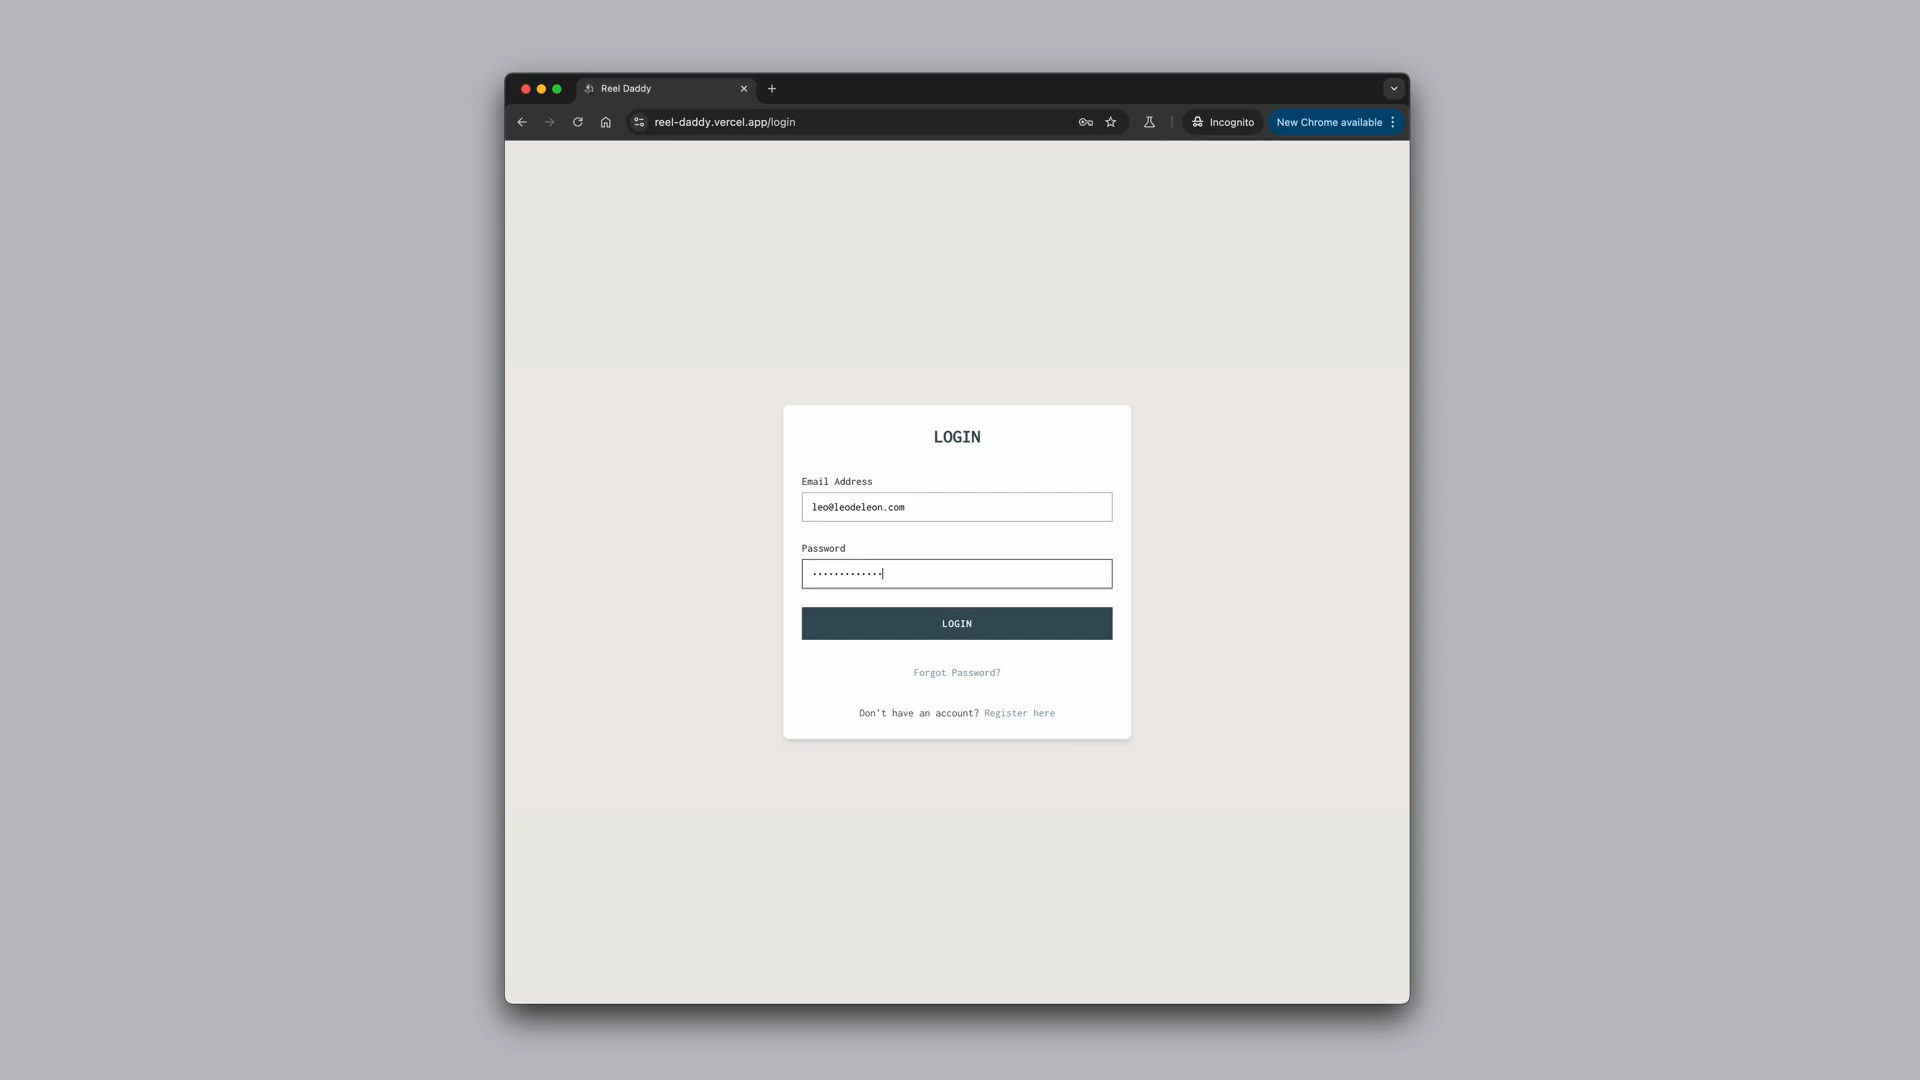 Reel Daddy
reel-daddy.vercel.app/login
Incognito
New Chrome available
LOGIN
Email Address
leo@leodeleon.com
Password
·············
LOGIN
Forgot Password?
Don't have an account? Register here